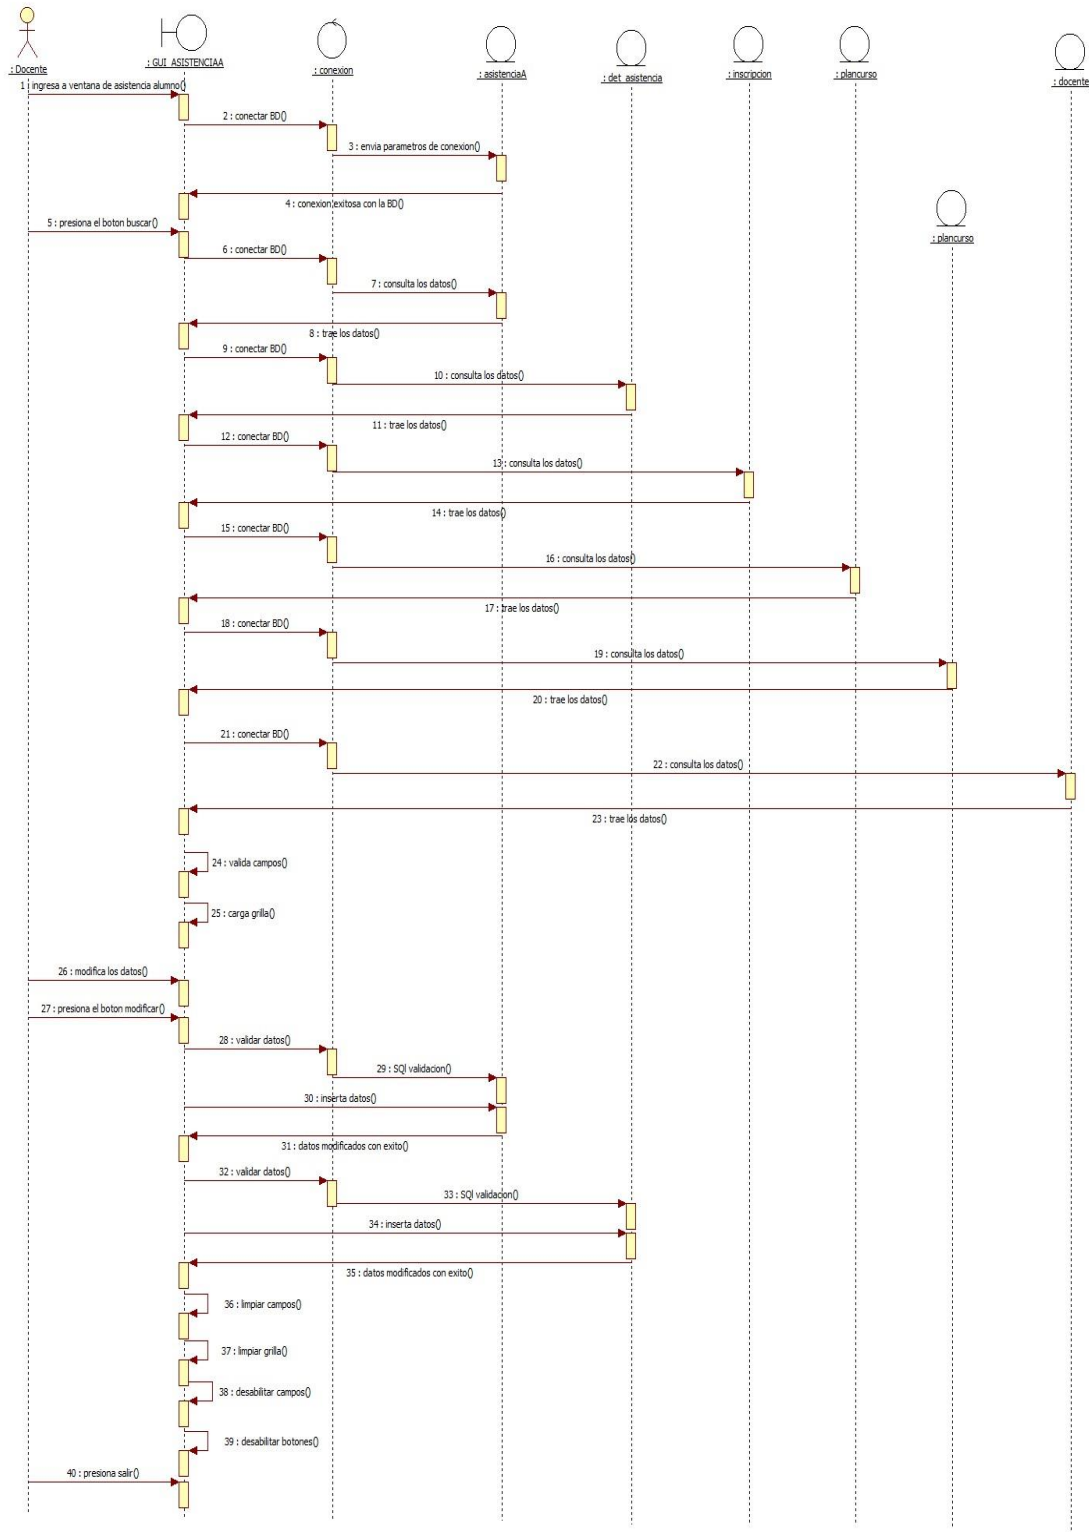 : Docente
: GUI_ASISTENCIAA
: conexion
: asistenciaA
: det_asistencia
: inscripcion
: plancurso
: docente
1 : ingresa a ventana de asistencia alumno()
2 : conectar BD()
3 : envia parametros de conexion()
4 : conexion exitosa con la BD()
: plancurso
5 : presiona el boton buscar()
6 : conectar BD()
7 : consulta los datos()
8 : trae los datos()
9 : conectar BD()
10 : consulta los datos()
11 : trae los datos()
12 : conectar BD()
13 : consulta los datos()
14 : trae los datos()
15 : conectar BD()
16 : consulta los datos()
17 : trae los datos()
18 : conectar BD()
19 : consulta los datos()
20 : trae los datos()
21 : conectar BD()
22 : consulta los datos()
23 : trae los datos()
24 : valida campos()
25 : carga grilla()
26 : modifica los datos()
27 : presiona el boton modificar()
28 : validar datos()
29 : SQl validacion()
30 : inserta datos()
31 : datos modificados con exito()
32 : validar datos()
33 : SQl validacion()
34 : inserta datos()
35 : datos modificados con exito()
36 : limpiar campos()
37 : limpiar grilla()
38 : desabilitar campos()
39 : desabilitar botones()
40 : presiona salir()